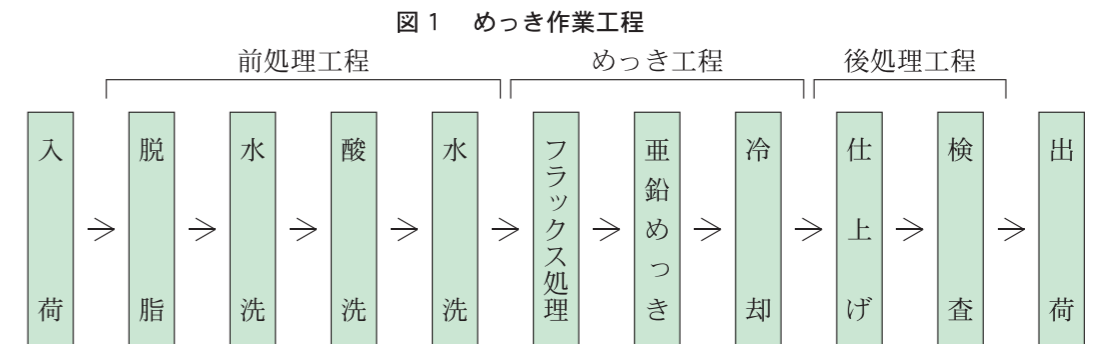 図1 めっき作業工程
前処理工程
めっき工程
後処理工程
入荷
脱脂
水洗
酸洗
水洗
フラックス処理
亜鉛めっき
冷却
仕上げ
検査
出荷